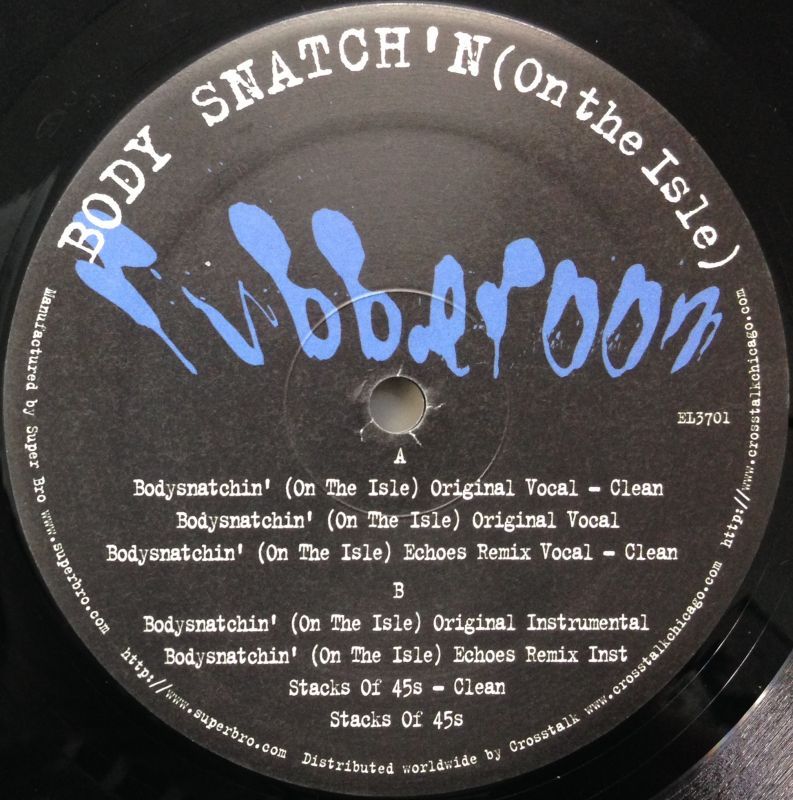 BODY SNATCH'N (On the Isle)
rubberoom
EL3701
A
Bodysnatchin' (On The Isle) Original Vocal - Clean
Bodysnatchin' (On The Isle) Original Vocal
Bodysnatchin' (On The Isle) Echoes Remix Vocal - Clean
B
Bodysnatchin' (On The Isle) Original Instrumental
Bodysnatchin' (On The Isle) Echoes Remix Inst
Stacks Of 45s - Clean
Stacks Of 45s
Manufactured by Super Bro www.superbro.com http://www.superbro.com Distributed worldwide by Crosstalk www.crosstalkchicago.com http://www.crosstalkchicago.com